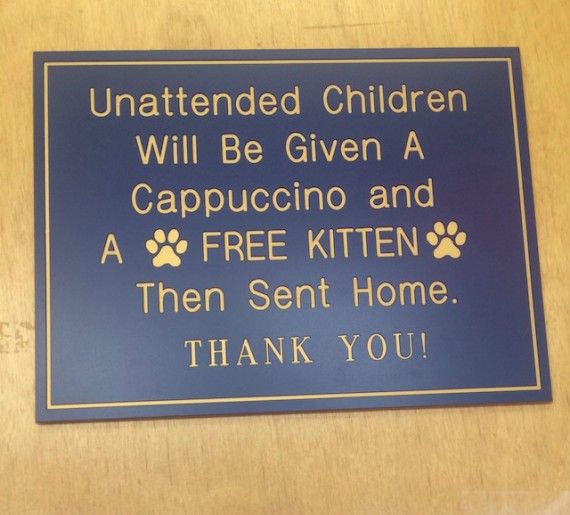 Unattended Children
Will Be Given A
Cappuccino and
A FREE KITTEN
Then Sent Home.
THANK YOU!